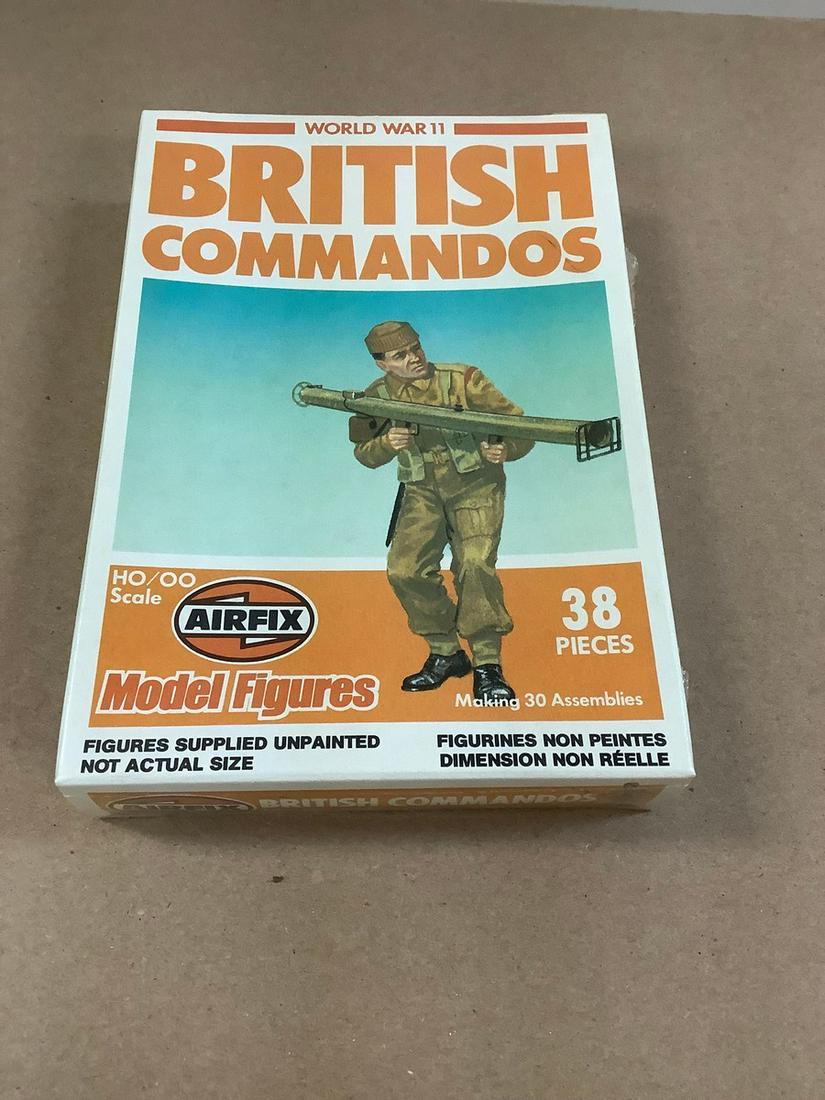 WORLD WAR 11
BRITISH
COMMANDOS
HO/OO
Scale
AIRFIX
Model Figures
38
PIECES
Making 30 Assemblies
FIGURES SUPPLIED UNPAINTED
NOT ACTUAL SIZE
FIGURINES NON PEINTES
DIMENSION NON RÉELLE
AIRFIX BRITISH COMMANDOS